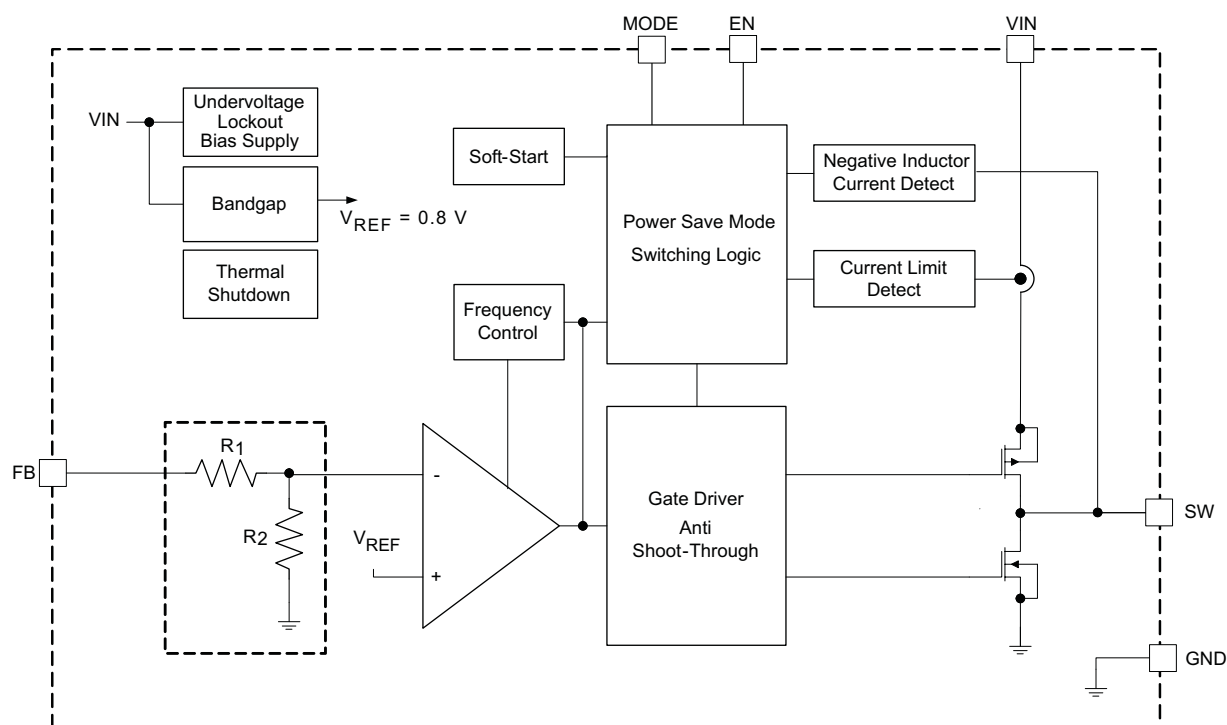 MODE
EN
VIN
VIN
Undervoltage
Lockout
Bias Supply
Bandgap
VREF = 0.8 V
Thermal
Shutdown
Soft-Start
Power Save Mode
Switching Logic
Negative Inductor
Current Detect
Current Limit
Detect
Frequency
Control
FB
R1
R2
VREF
-
+
Gate Driver
Anti
Shoot-Through
SW
GND